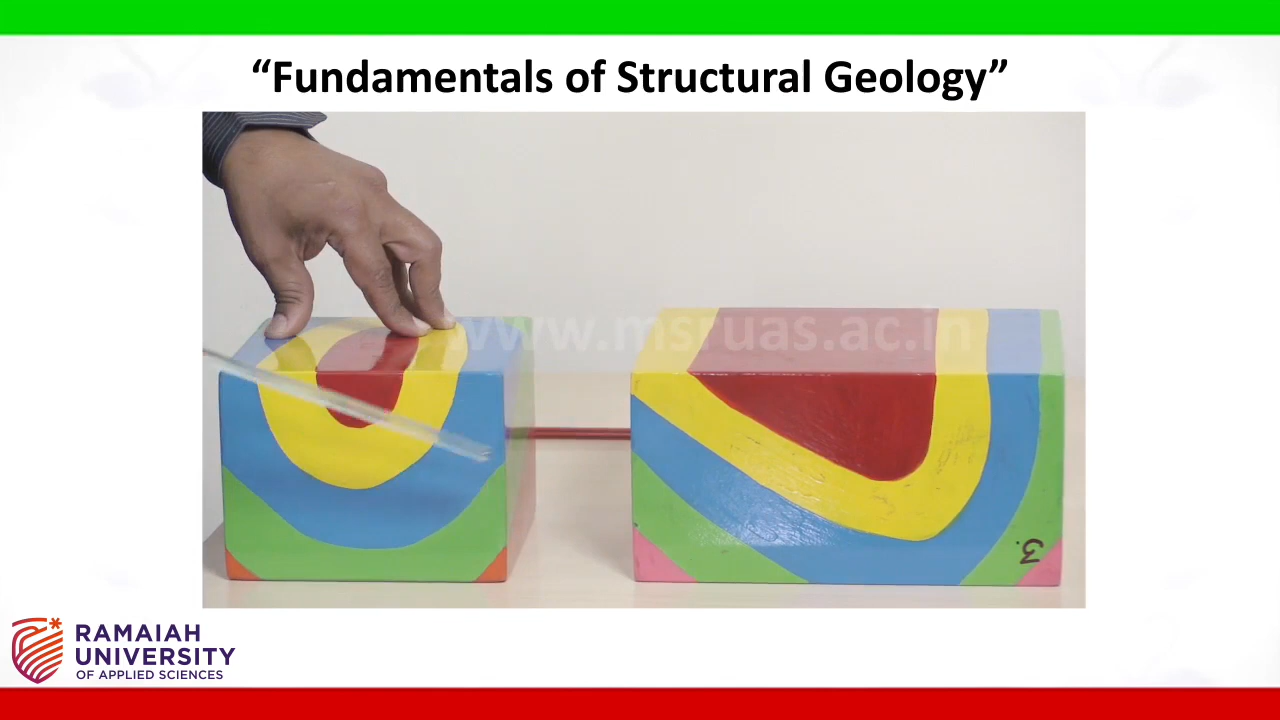 “Fundamentals of Structural Geology”
www.msruas.ac.in
3.
RAMAIAH
UNIVERSITY
OF APPLIED SCIENCES